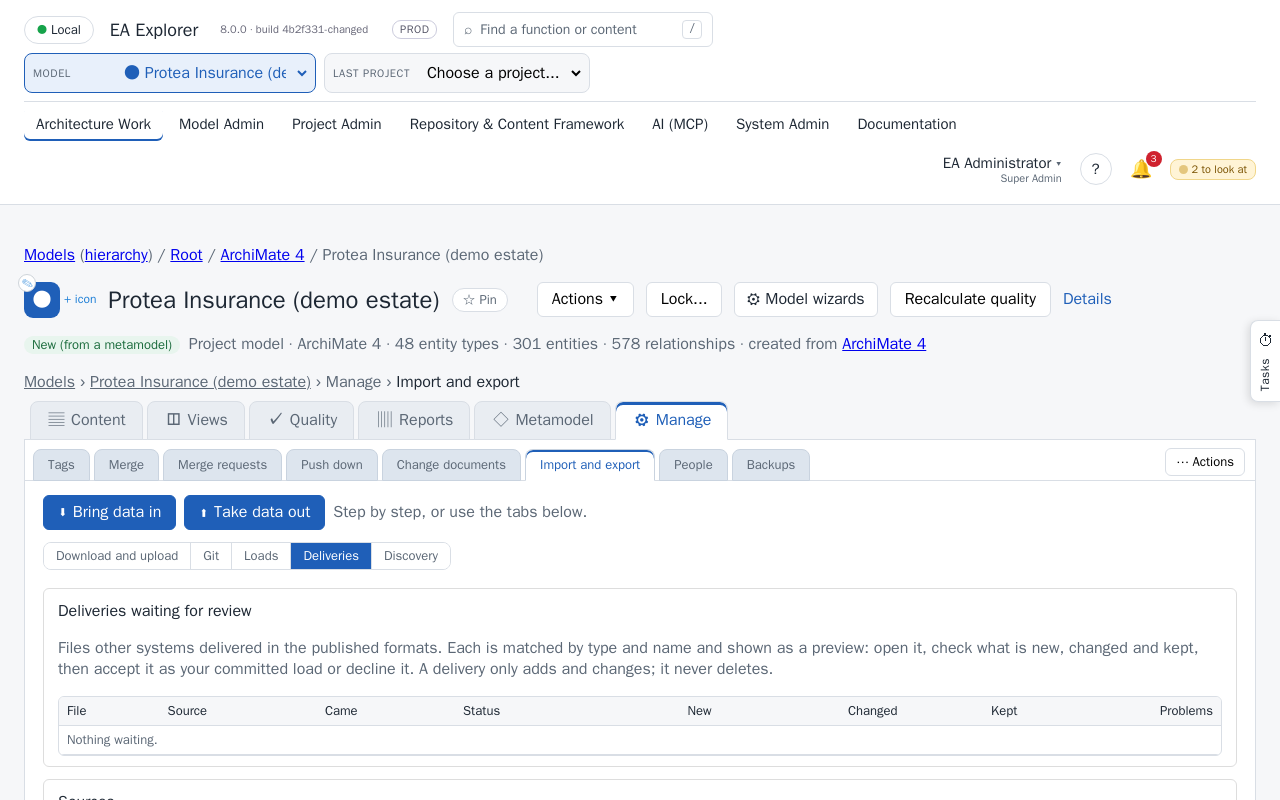 Local
EA Explorer
8.0.0 · build 4b2f331-changed
PROD
Find a function or content
/
MODEL
Protea Insurance (de
LAST PROJECT
Choose a project...
Architecture Work
Model Admin
Project Admin
Repository & Content Framework
AI (MCP)
System Admin
Documentation
EA Administrator
Super Admin
?
3
2 to look at
Models (hierarchy) / Root / ArchiMate 4 / Protea Insurance (demo estate)
+ icon
Protea Insurance (demo estate)
☆ Pin
Actions ▾
Lock...
⚙ Model wizards
Recalculate quality
Details
New (from a metamodel)
Project model · ArchiMate 4 · 48 entity types · 301 entities · 578 relationships · created from ArchiMate 4
Tasks
Models › Protea Insurance (demo estate) › Manage › Import and export
Content
Views
Quality
Reports
Metamodel
Manage
Tags
Merge
Merge requests
Push down
Change documents
Import and export
People
Backups
··· Actions
Bring data in
Take data out
Step by step, or use the tabs below.
Download and upload
Git
Loads
Deliveries
Discovery
Deliveries waiting for review
Files other systems delivered in the published formats. Each is matched by type and name and shown as a preview: open it, check what is new, changed and kept,
then accept it as your committed load or decline it. A delivery only adds and changes; it never deletes.
File
Source
Came
Status
New
Changed
Kept
Problems
Nothing waiting.
Sources